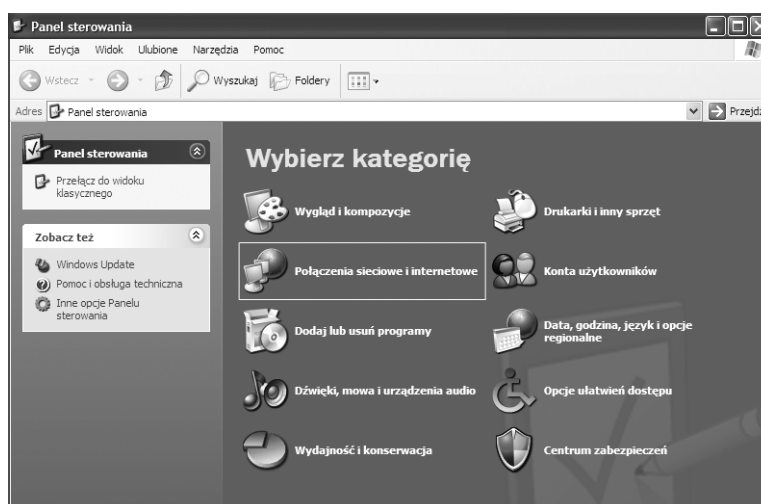 Panel sterowania
Plik Edycja Widok Ulubione Narzędzia Pomoc
Wstecz Wyszukaj Foldery
Adres Panel sterowania Przejdź
Panel sterowania
Przełącz do widoku
klasycznego
Zobacz też
Windows Update
Pomoc i obsługa techniczna
Inne opcje Panelu
sterowania
Wybierz kategorię
Wygląd i kompozycje
Drukarki i inny sprzęt
Połączenia sieciowe i internetowe
Konta użytkowników
Dodaj lub usuń programy
Data, godzina, język i opcje
regionalne
Dźwięki, mowa i urządzenia audio
Opcje ułatwień dostępu
Wydajność i konserwacja
Centrum zabezpieczeń